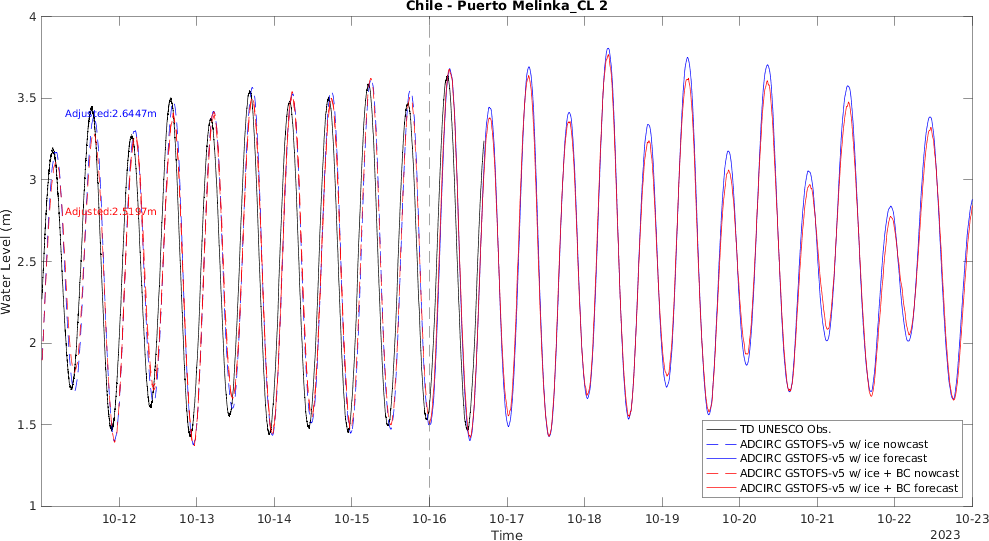 Chile - Puerto Melinka_CL 2
4
3.5
3
2.5
2
1.5
1
Water Level (m)
Adjusted:2.6447m
Adjusted:2.5197m
TD UNESCO Obs.
ADCIRC GSTOFS-v5 w/ ice nowcast
ADCIRC GSTOFS-v5 w/ ice forecast
ADCIRC GSTOFS-v5 w/ ice + BC nowcast
ADCIRC GSTOFS-v5 w/ ice + BC forecast
10-12 10-13 10-14 10-15 10-16 10-17 10-18 10-19 10-20 10-21 10-22 10-23
Time
2023